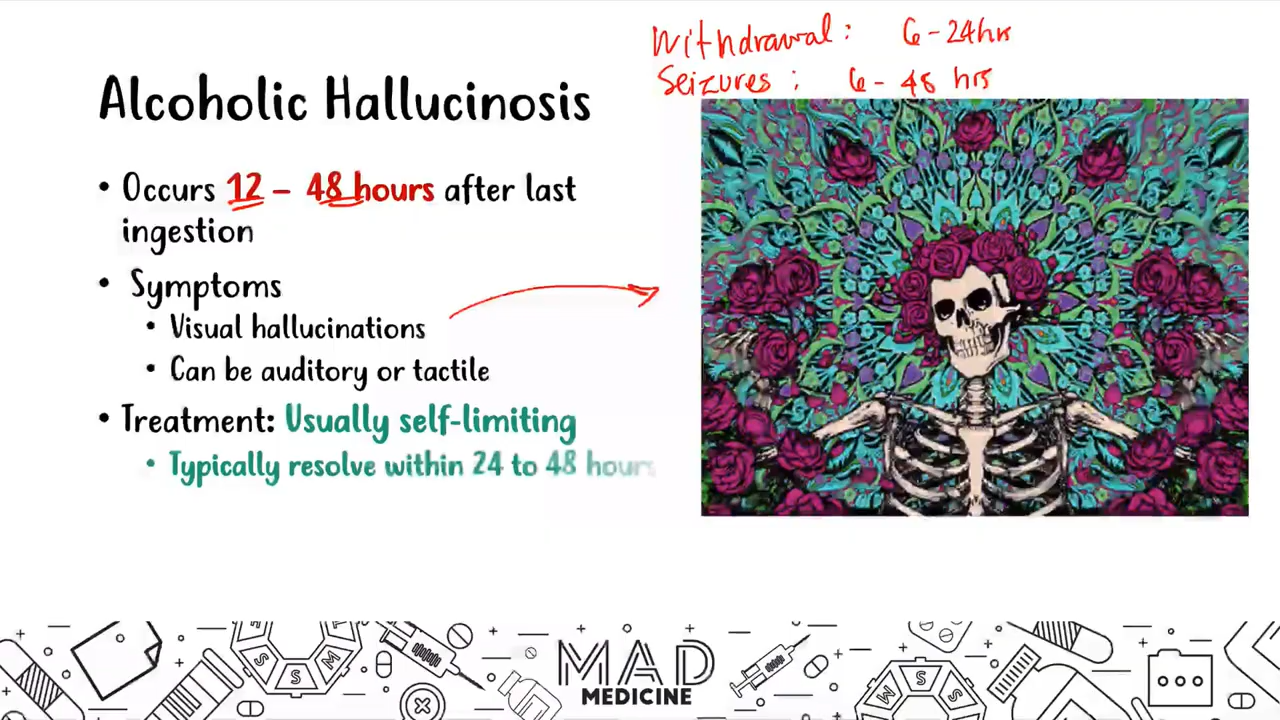 Withdrawal: 6-24hrs
Seizures: 6-48 hrs
Alcoholic Hallucinosis
• Occurs 12 – 48 hours after last
ingestion
• Symptoms
• Visual hallucinations
• Can be auditory or tactile
• Treatment: Usually self-limiting
• Typically resolve within 24 to 48 hours
MAD
MEDICINE